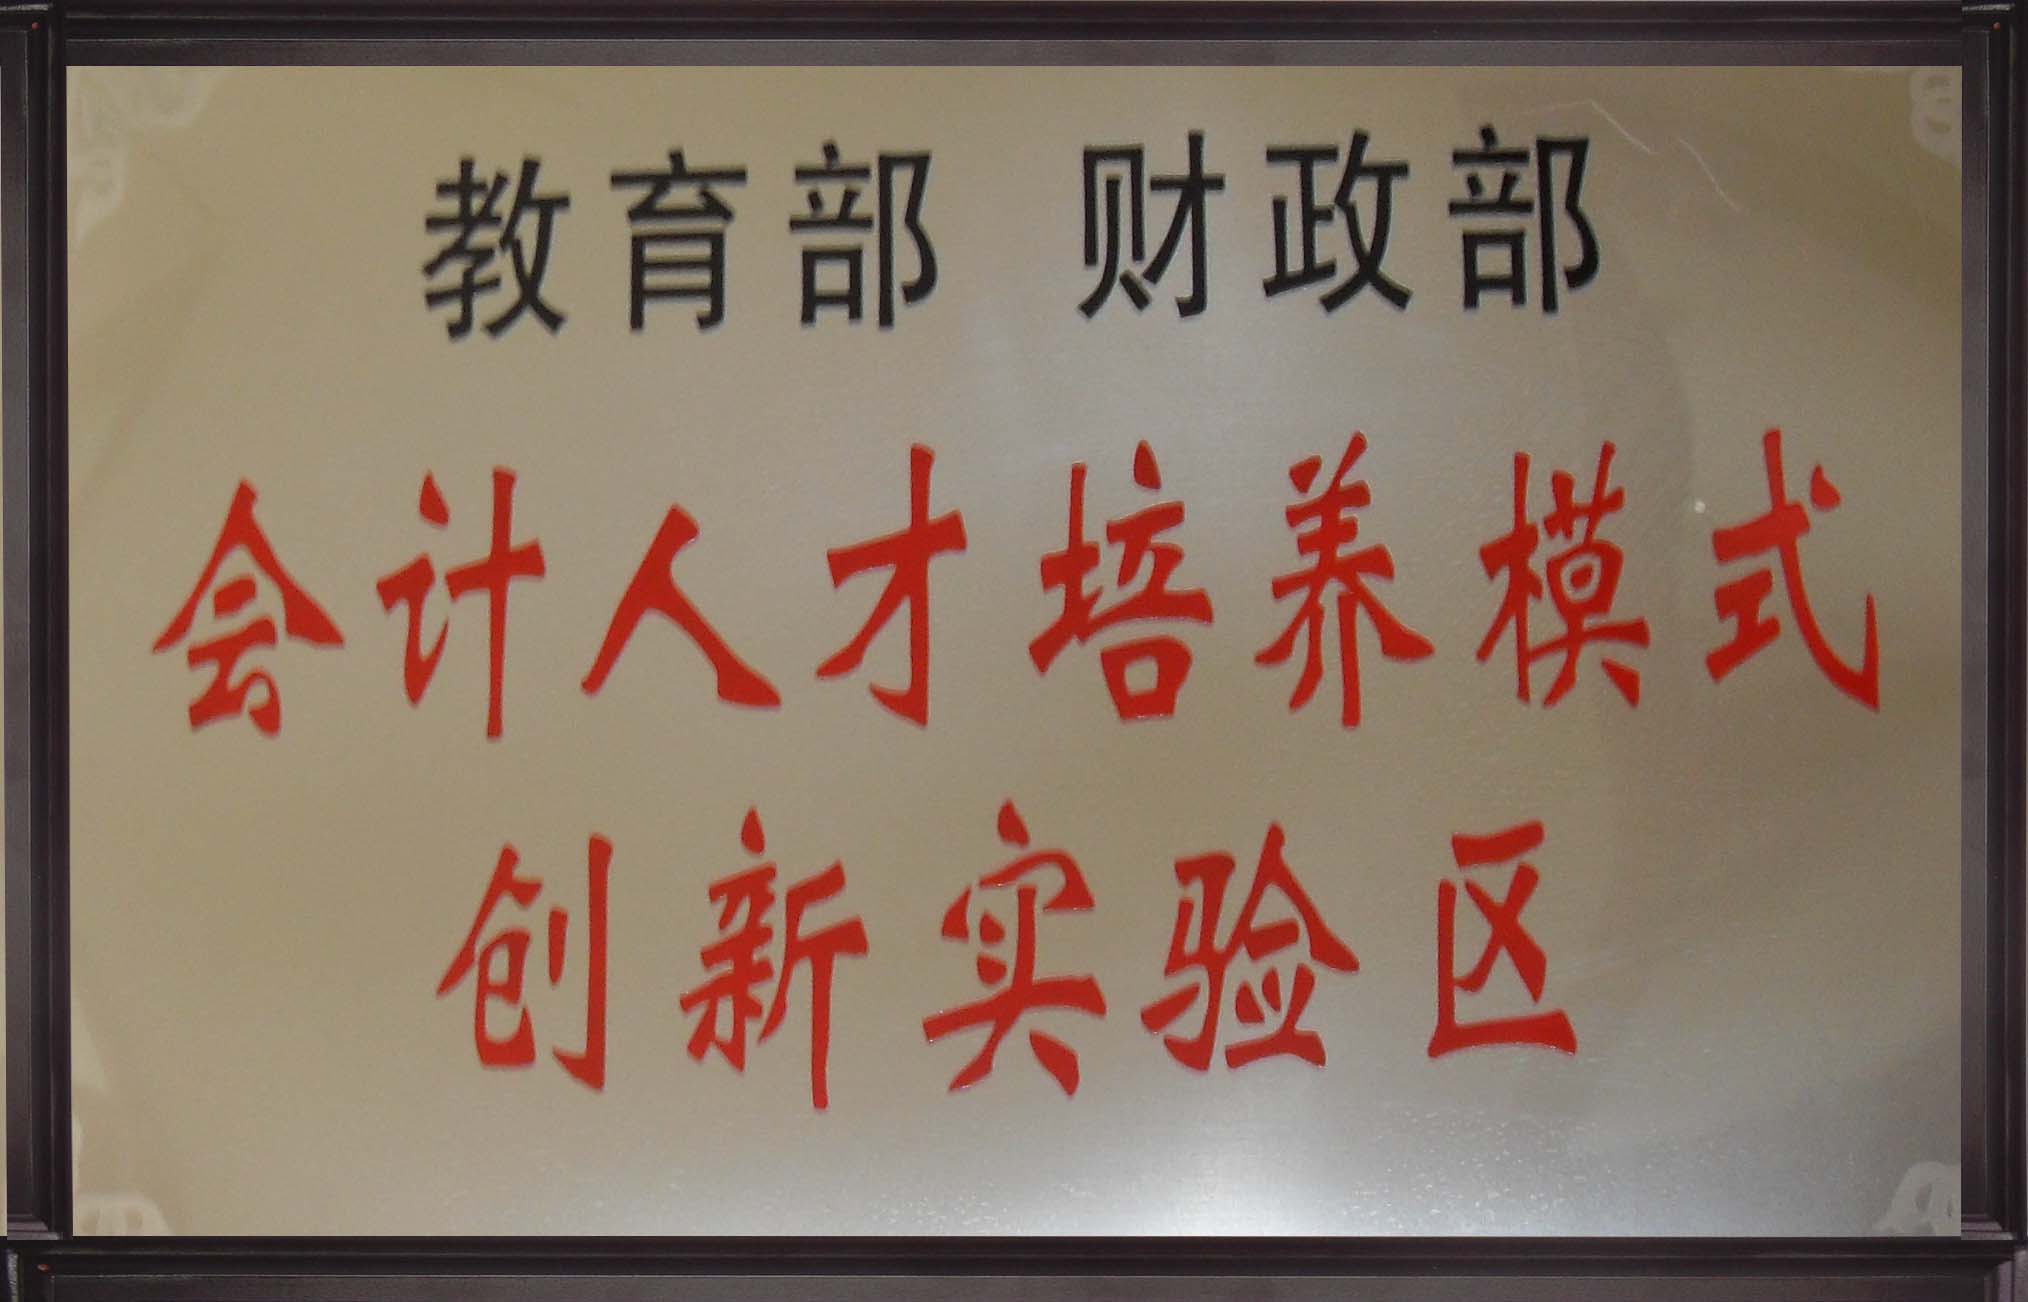 教育部 财政部
会计人才培养模式
创新实验区